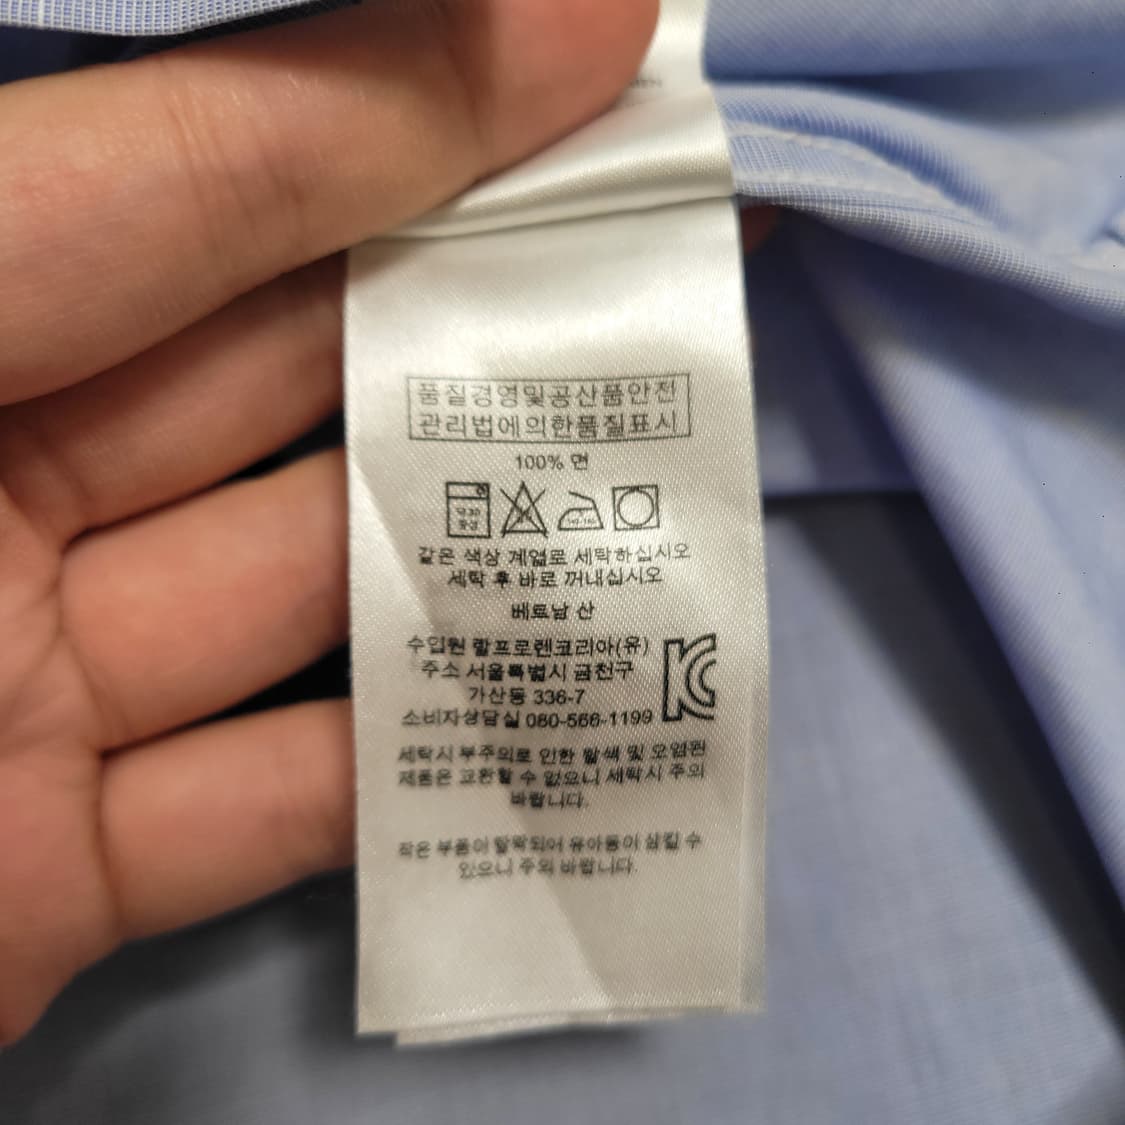 품질경영및공산품안전
관리법에의한품질표시
100% 면
같은 색상 계열로 세탁하십시오
세탁 후 바로 꺼내십시오
베트남 산
수입원 랄프로렌코리아(유)
주소 서울특별시 금천구
가산동 336-7
소비자상담실 080-566-1199
세탁시 부주의로 인한 탈색 및 오염된
제품은 교환할 수 없으니 세탁시 주의
바랍니다.
작은 부품이 탈락되어 유아동이 삼킬 수
있으니 주의 바랍니다.